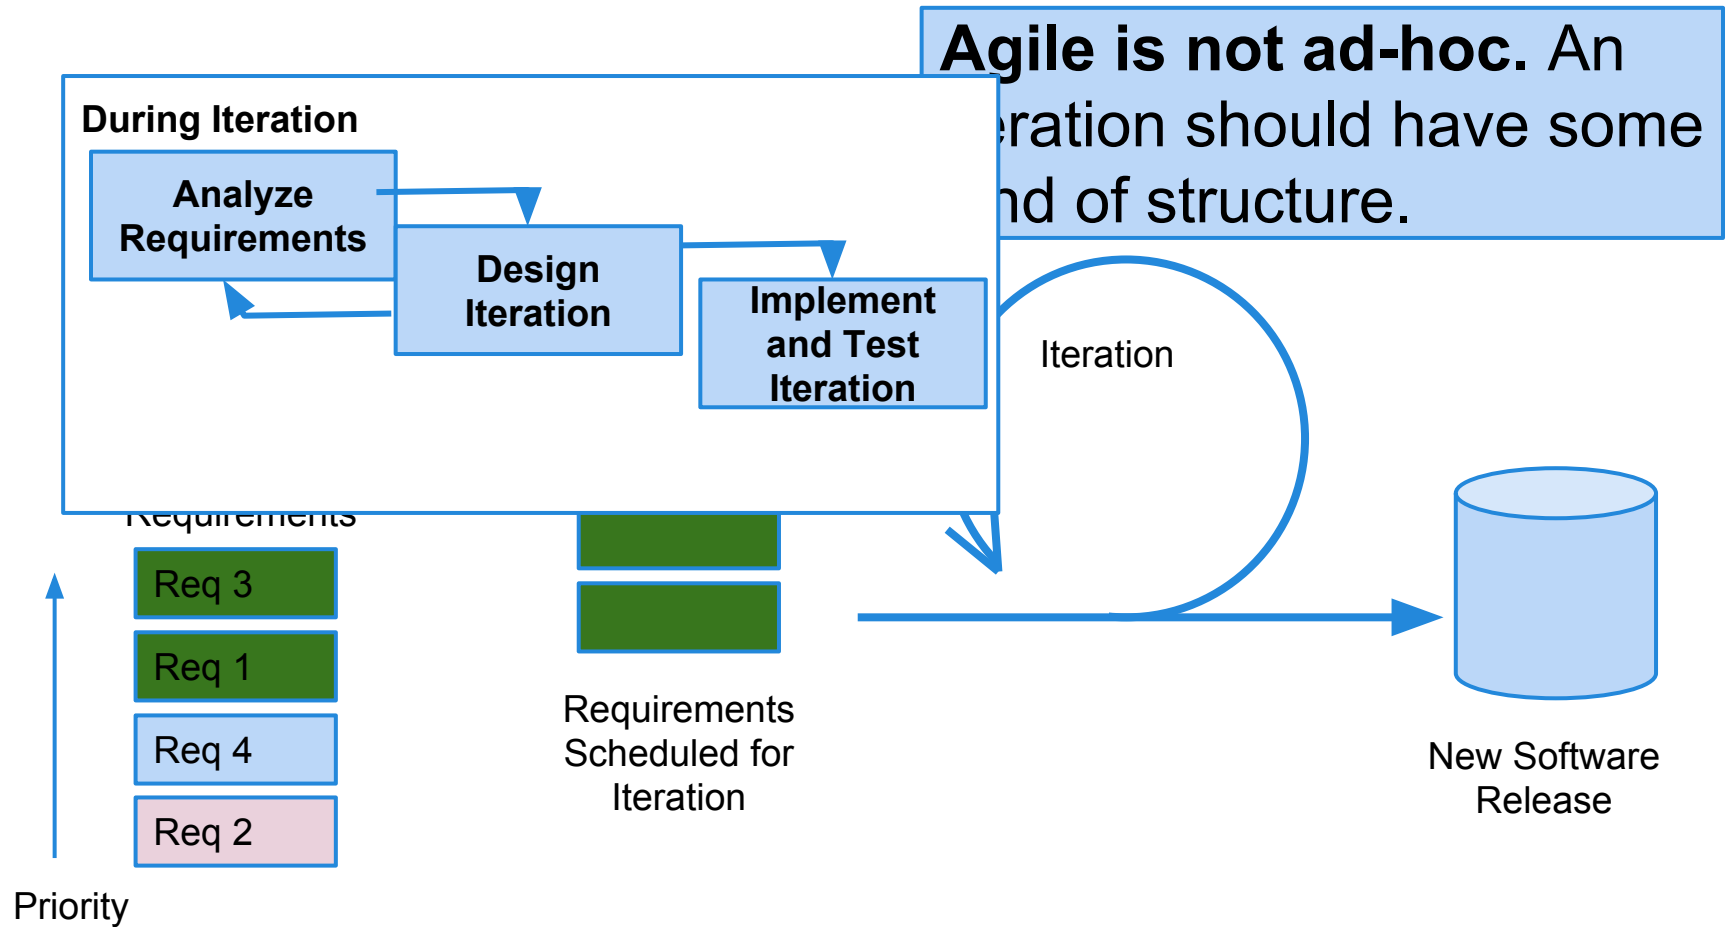 Agile is not ad-hoc. An
eration should have some
nd of structure.
During Iteration
Analyze
Requirements
Design
Iteration
Implement
and Test
Iteration
Iteration
Requirements
Req 3
Req 1
Req 4
Req 2
Priority
Requirements
Scheduled for
Iteration
New Software
Release